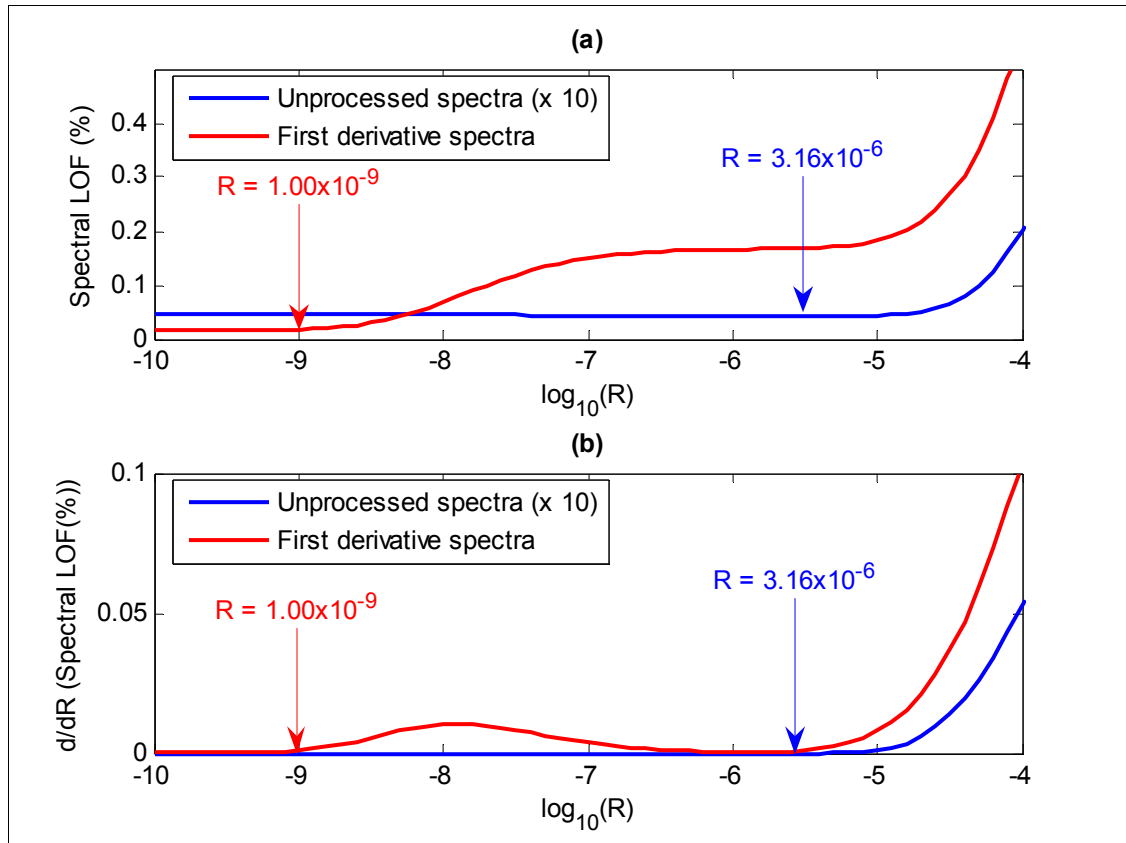 (a)
Unprocessed spectra (x 10)
First derivative spectra
R = 1.00x10^-9
R = 3.16x10^-6
Spectral LOF (%)
0.4
0.3
0.2
0.1
0
-10 -9 -8 -7 -6 -5 -4
log_10(R)
(b)
Unprocessed spectra (x 10)
First derivative spectra
R = 1.00x10^-9
R = 3.16x10^-6
d/dR (Spectral LOF(%))
0.1
0.05
0
-10 -9 -8 -7 -6 -5 -4
log_10(R)